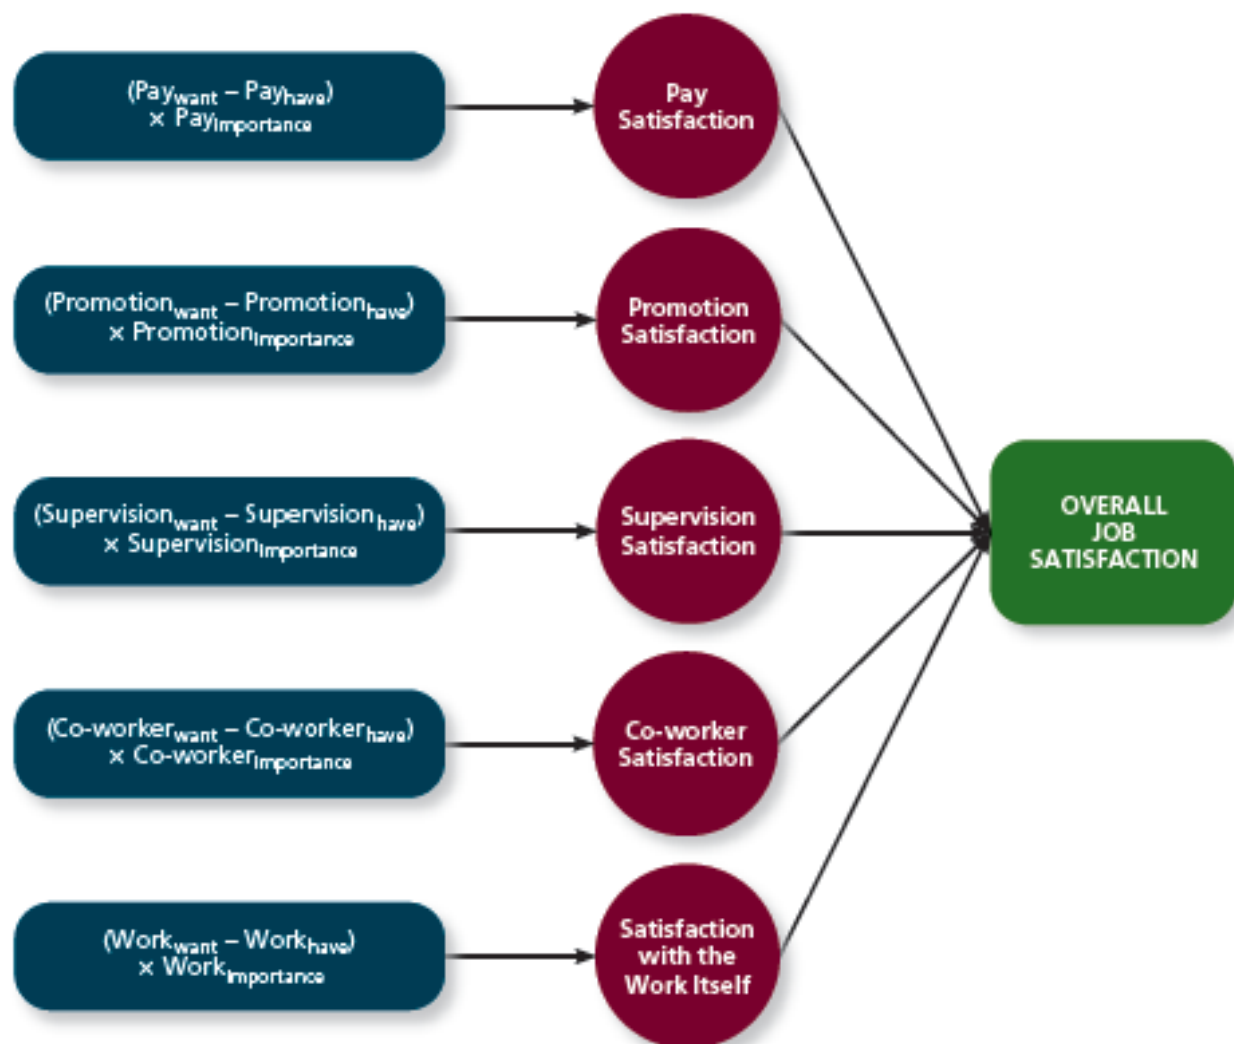 (Paywant – Payhave)
× PayImportance
Pay
Satisfaction
(Promotionwant – Promotionhave)
× PromotionImportance
Promotion
Satisfaction
(Supervisionwant – Supervisionhave)
× SupervisionImportance
Supervision
Satisfaction
(Co-workerwant – Co-workerhave)
× Co-workerImportance
Co-worker
Satisfaction
(Workwant – Workhave)
× WorkImportance
Satisfaction
with the
Work Itself
OVERALL
JOB
SATISFACTION